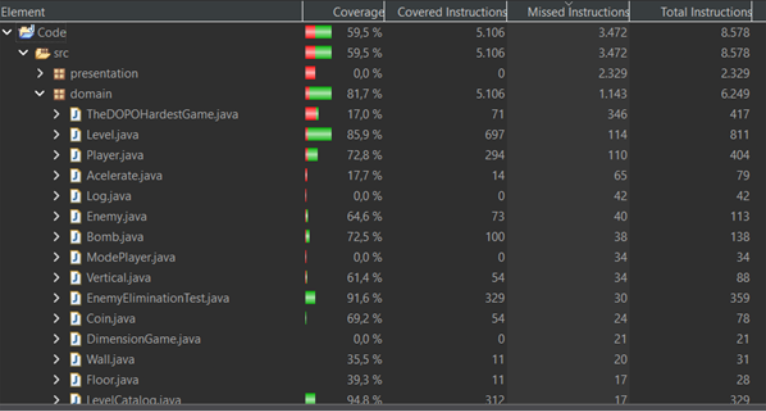 Element Coverage Covered Instructions Missed Instructions Total Instructions
Code 59,5 % 5.106 3.472 8.578
src 59,5 % 5.106 3.472 8.578
presentation 0,0 % 0 2.329 2.329
domain 81,7 % 5.106 1.143 6.249
TheDOPOHardestGame.java 17,0 % 71 346 417
Level.java 85,9 % 697 114 811
Player.java 72,8 % 294 110 404
Acelerate.java 17,7 % 14 65 79
Log.java 0,0 % 0 42 42
Enemy.java 64,6 % 73 40 113
Bomb.java 72,5 % 100 38 138
ModePlayer.java 0,0 % 0 34 34
Vertical.java 61,4 % 54 34 88
EnemyEliminationTest.java 91,6 % 329 30 359
Coin.java 69,2 % 54 24 78
DimensionGame.java 0,0 % 0 21 21
Wall.java 35,5 % 11 20 31
Floor.java 39,3 % 11 17 28
LevelCatalog.java 94,8 % 312 17 329